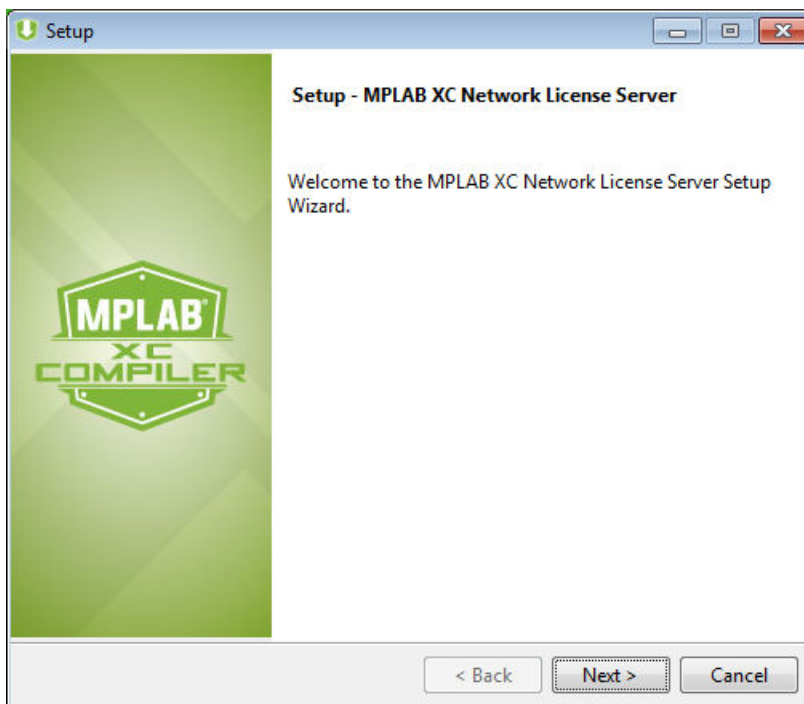 Setup
Setup - MPLAB XC Network License Server
Welcome to the MPLAB XC Network License Server Setup
Wizard.
MPLAB®
XC
COMPILER
< Back
Next >
Cancel